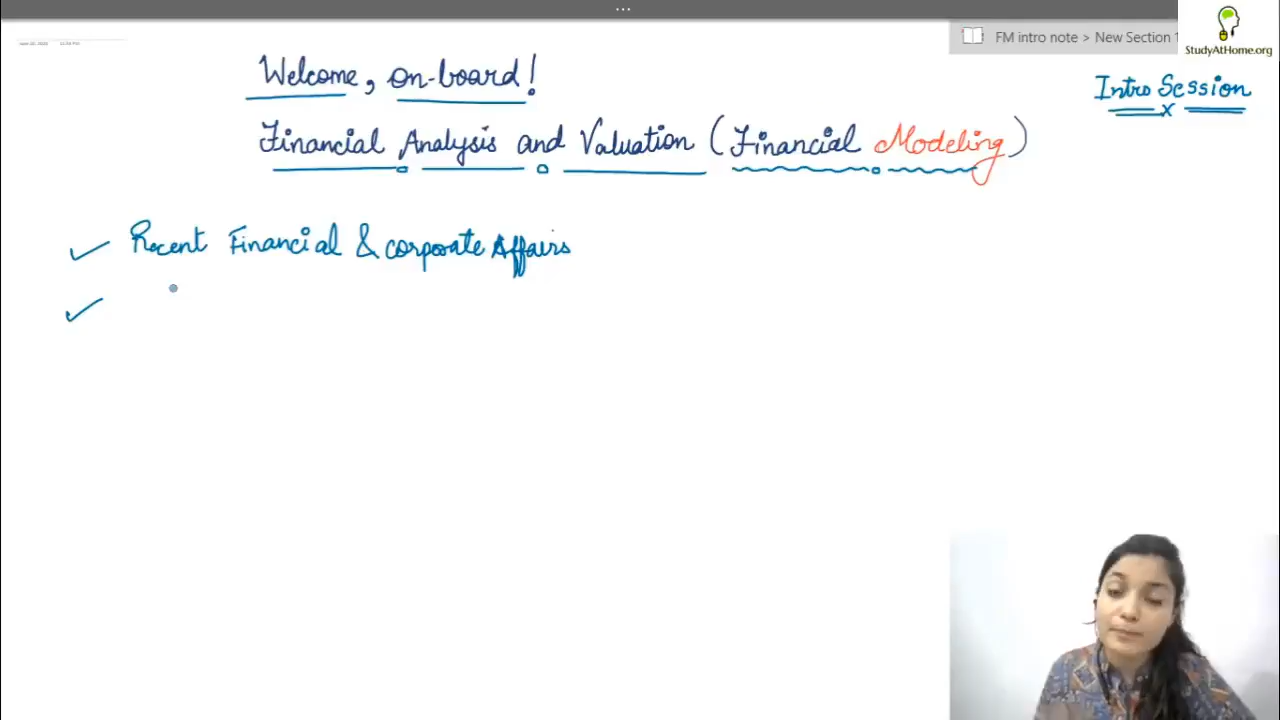 FM intro note > New Section 1
StudyAtHome.org
Welcome, on-board!
Intro Session
Financial Analysis and Valuation (Financial Modeling)
Recent Financial & corporate Affairs